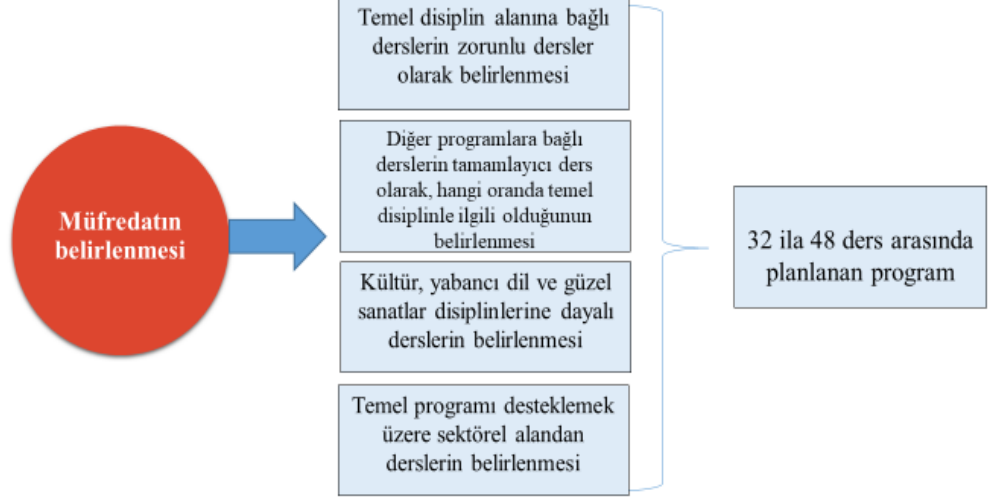 Müfredatın
belirlenmesi
Temel disiplin alanına bağlı
derslerin zorunlu dersler
olarak belirlenmesi
Diğer programlara bağlı
derslerin tamamlayıcı ders
olarak, hangi oranda temel
disiplinle ilgili olduğunun
belirlenmesi
Kültür, yabancı dil ve güzel
sanatlar disiplinlerine dayalı
derslerin belirlenmesi
Temel programı desteklemek
üzere sektörel alandan
derslerin belirlenmesi
32 ila 48 ders arasında
planlanan program